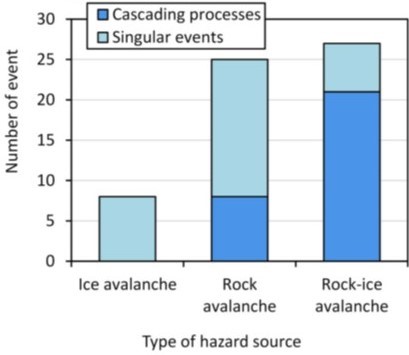 Cascading processes
Singular events
Number of event
30
25
20
15
10
5
0
Ice avalanche
Rock
avalanche
Rock-ice
avalanche
Type of hazard source